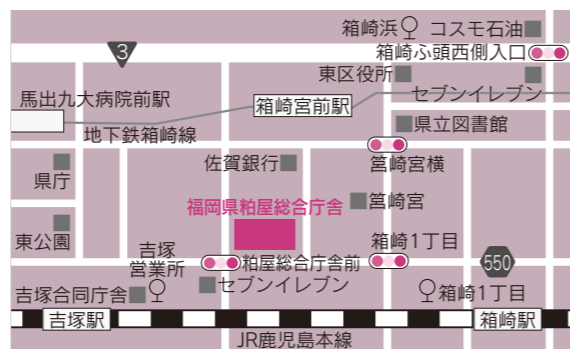 箱崎浜
コスモ石油
箱崎ふ頭西側入口
3
東区役所
セブンイレブン
馬出九大病院前駅
箱崎宮前駅
地下鉄箱崎線
県立図書館
筥崎宮横
県庁
佐賀銀行
筥崎宮
福岡県粕屋総合庁舎
東公園
箱崎1丁目
吉塚
営業所
粕屋総合庁舎前
550
吉塚合同庁舎
セブンイレブン
箱崎1丁目
吉塚駅
箱崎駅
JR鹿児島本線